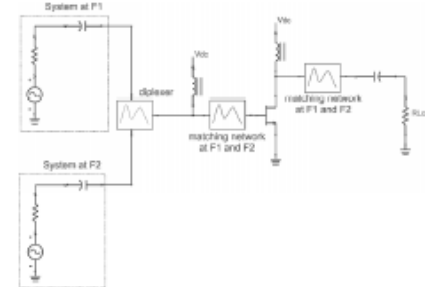 System at F1
Vdc
diplexer
Vdc
matching network
at F1 and F2
matching network
at F1 and F2
System at F2